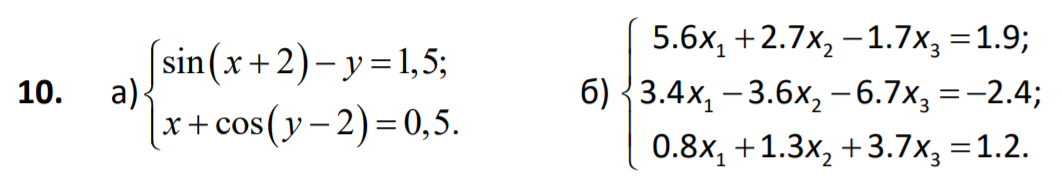 10. а) { sin(x+2) − y = 1,5;
x + cos(y − 2) = 0,5.
б) { 5.6x₁ + 2.7x₂ − 1.7x₃ = 1.9;
3.4x₁ − 3.6x₂ − 6.7x₃ = −2.4;
0.8x₁ + 1.3x₂ + 3.7x₃ = 1.2.